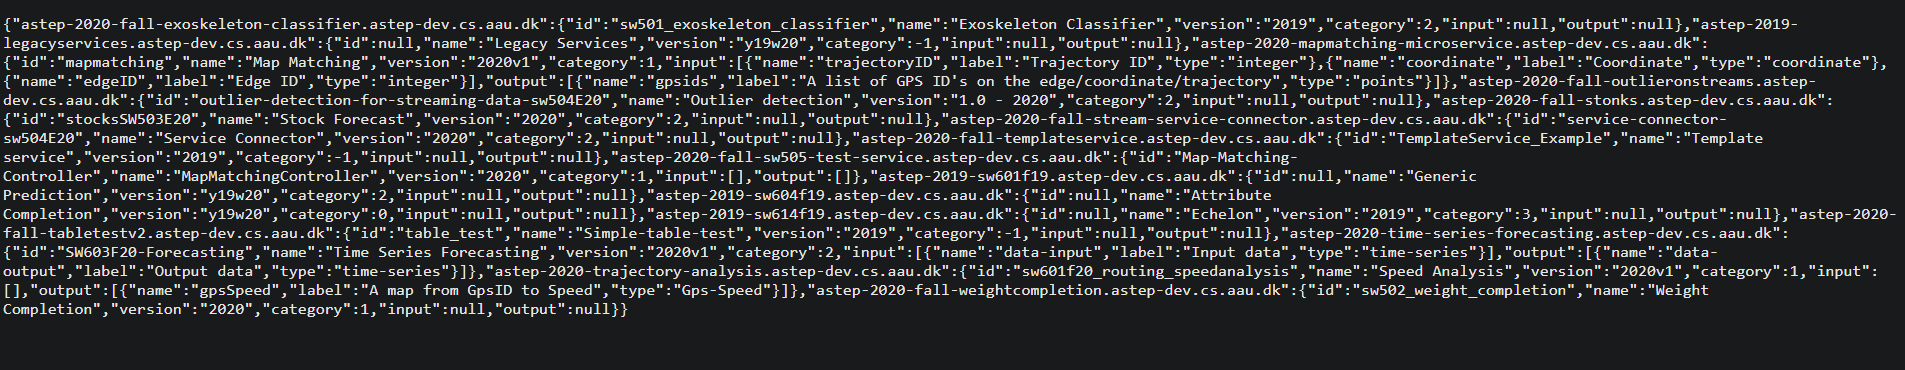 {"astep-2020-fall-exoskeleton-classifier.astep-dev.cs.aau.dk":{"id":"sw501_exoskeleton_classifier","name":"Exoskeleton Classifier","version":"2019","category":2,"input":null,"output":null},"astep-2019-
legacyservices.astep-dev.cs.aau.dk":{"id":null,"name":"Legacy Services","version":"y19w20","category":-1,"input":null,"output":null},"astep-2020-mapmatching-microservice.astep-dev.cs.aau.dk":
{"id":"mapmatching","name":"Map Matching","version":"2020v1","category":1,"input":[{"name":"trajectoryID","label":"Trajectory ID","type":"integer"},{"name":"coordinate","label":"Coordinate","type":"coordinate"},
{"name":"edgeID","label":"Edge ID","type":"integer"}],"output":[{"name":"gpsids","label":"A list of GPS ID's on the edge/coordinate/trajectory","type":"points"}]},"astep-2020-fall-outlieronstreams.astep-
dev.cs.aau.dk":{"id":"outlier-detection-for-streaming-data-sw504E20","name":"Outlier detection","version":"1.0 - 2020","category":2,"input":null,"output":null},"astep-2020-fall-stonks.astep-dev.cs.aau.dk":
{"id":"stocksSW503E20","name":"Stock Forecast","version":"2020","category":2,"input":null,"output":null},"astep-2020-fall-stream-service-connector.astep-dev.cs.aau.dk":{"id":"service-connector-
sw504E20","name":"Service Connector","version":"2020","category":2,"input":null,"output":null},"astep-2020-fall-templateservice.astep-dev.cs.aau.dk":{"id":"TemplateService_Example","name":"Template
service","version":"2019","category":-1,"input":null,"output":null},"astep-2020-fall-sw505-test-service.astep-dev.cs.aau.dk":{"id":"Map-Matching-
Controller","name":"MapMatchingController","version":"2020","category":1,"input":[],"output":[]},"astep-2019-sw601f19.astep-dev.cs.aau.dk":{"id":null,"name":"Generic
Prediction","version":"y19w20","category":2,"input":null,"output":null},"astep-2019-sw604f19.astep-dev.cs.aau.dk":{"id":null,"name":"Attribute
Completion","version":"y19w20","category":0,"input":null,"output":null},"astep-2019-sw614f19.astep-dev.cs.aau.dk":{"id":null,"name":"Echelon","version":"2019","category":3,"input":null,"output":null},"astep-2020-
fall-tabletestv2.astep-dev.cs.aau.dk":{"id":"table_test","name":"Simple-table-test","version":"2019","category":-1,"input":null,"output":null},"astep-2020-time-series-forecasting.astep-dev.cs.aau.dk":
{"id":"SW603F20-Forecasting","name":"Time Series Forecasting","version":"2020v1","category":2,"input":[{"name":"data-input","label":"Input data","type":"time-series"}],"output":[{"name":"data-
output","label":"Output data","type":"time-series"}]},"astep-2020-trajectory-analysis.astep-dev.cs.aau.dk":{"id":"sw601f20_routing_speedanalysis","name":"Speed Analysis","version":"2020v1","category":1,"input":
[],"output":[{"name":"gpsSpeed","label":"A map from GpsID to Speed","type":"Gps-Speed"}]},"astep-2020-fall-weightcompletion.astep-dev.cs.aau.dk":{"id":"sw502_weight_completion","name":"Weight
Completion","version":"2020","category":1,"input":null,"output":null}}